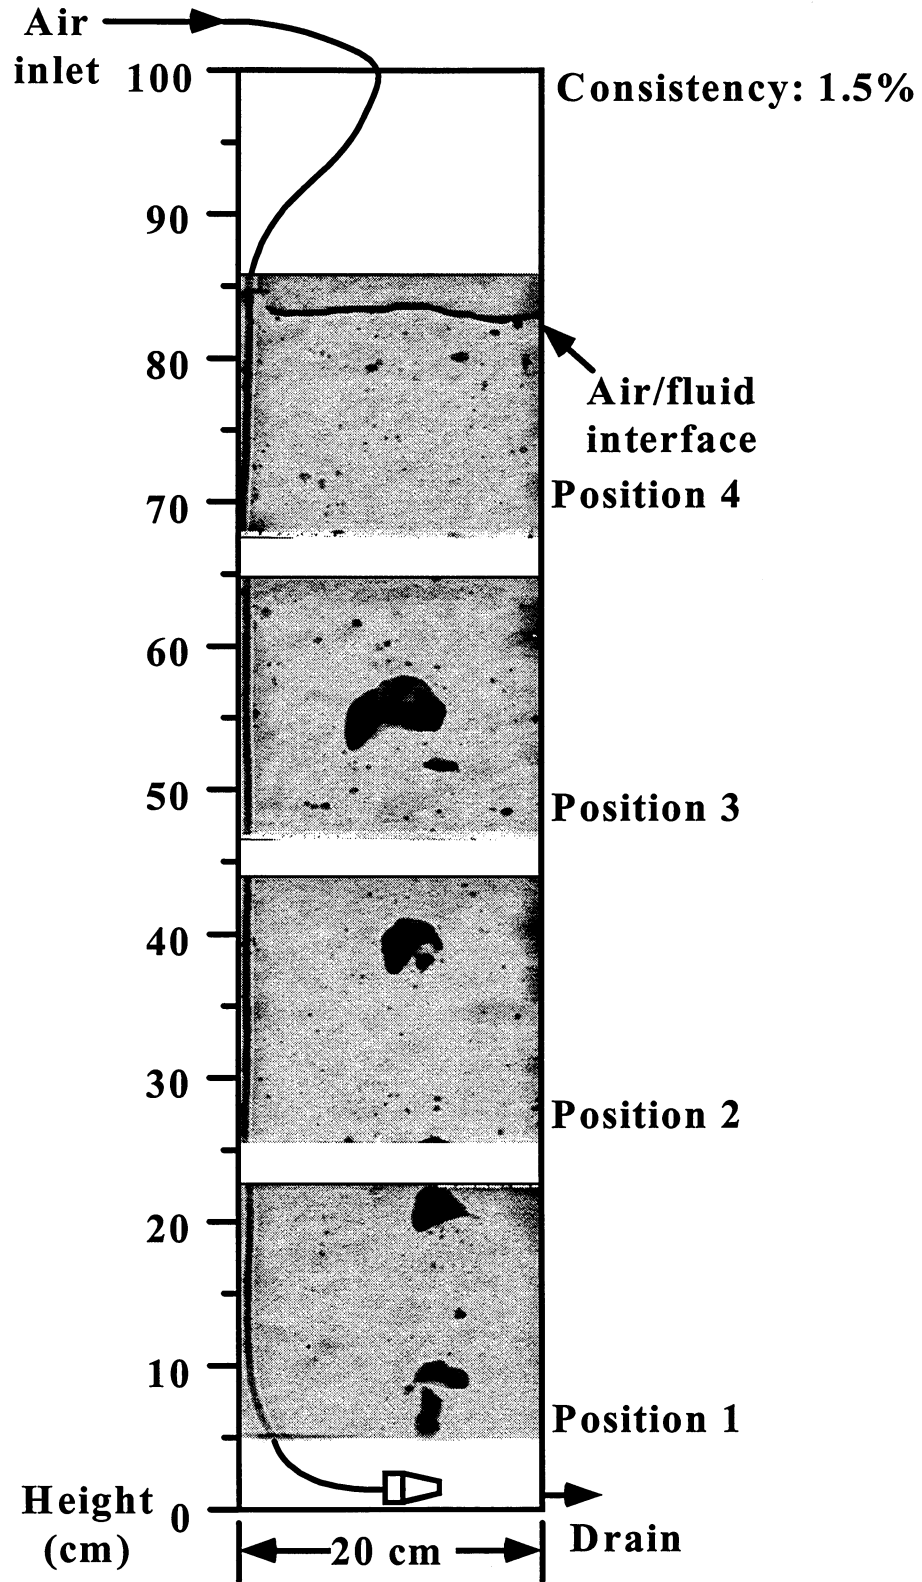 Air
inlet
100
Consistency: 1.5%
90
80
Air/fluid
interface
70
Position 4
60
50
Position 3
40
30
Position 2
20
10
Position 1
Height
(cm)
0
Drain
20 cm